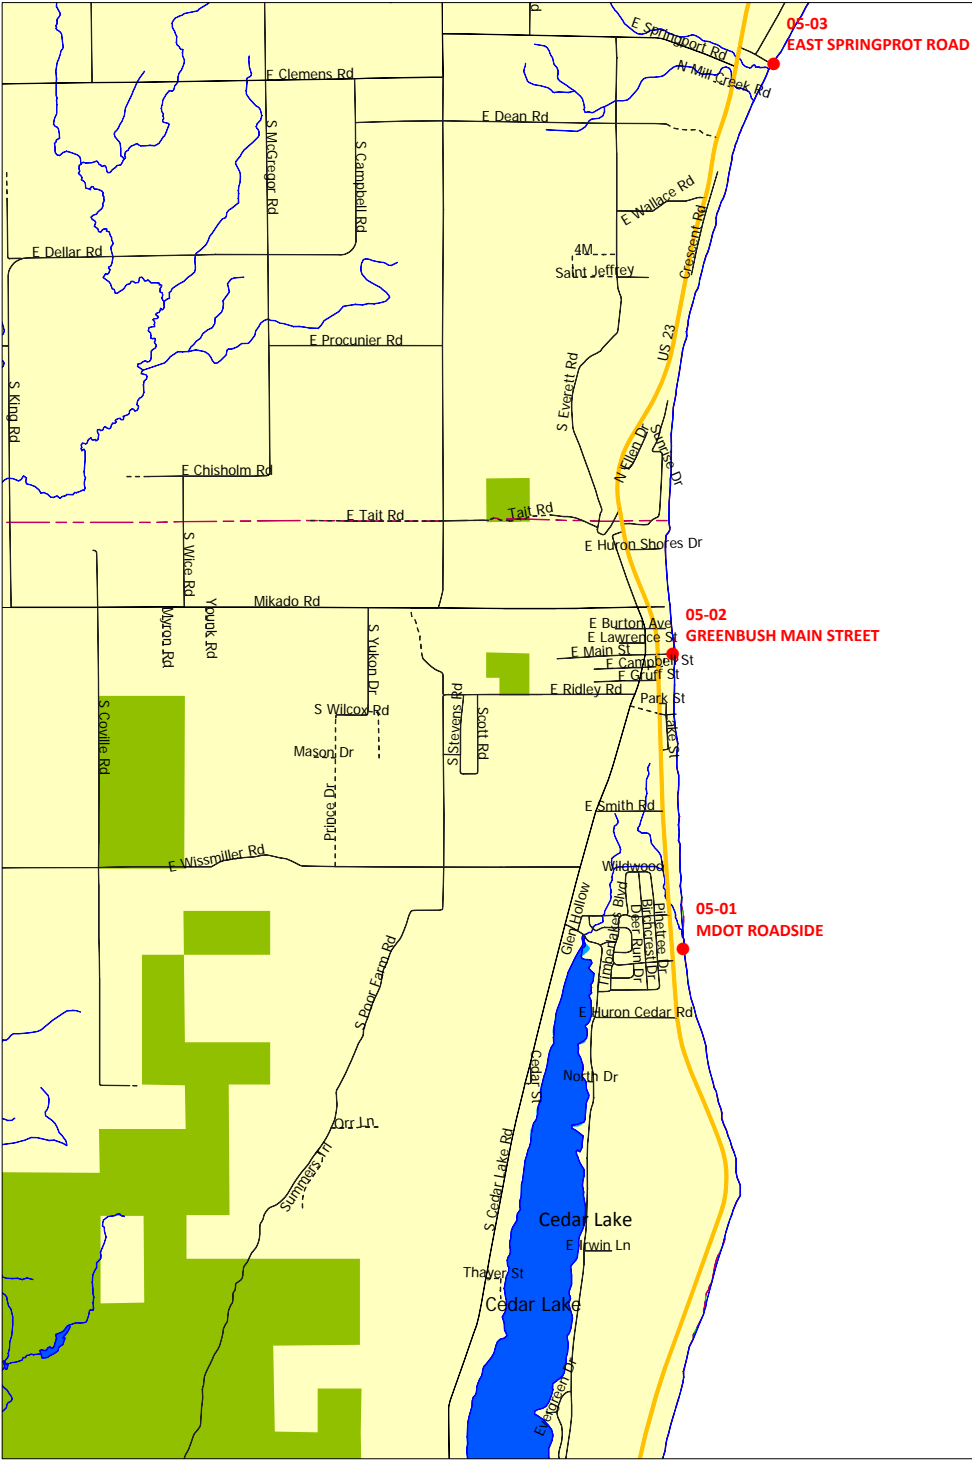 05-03
EAST SPRINGPROT ROAD
d
E Springport Rd
N Mill Creek Rd
E Clemens Rd
E Dean Rd
S McGregor Rd
S Campbell Rd
E Wallace Rd
Crescent Rd
E Dellar Rd
4M
Saint Jeffrey
US 23
E Procunier Rd
S Everett Rd
S King Rd
N Ellen Dr
Sunrise Dr
E Chisholm Rd
E Tait Rd
Tait Rd
E Huron Shores Dr
S Wice Rd
Mikado Rd
Myron Rd
Younk Rd
05-02
GREENBUSH MAIN STREET
E Burton Ave
E Lawrence St
E Main St
E Campbell St
E Gruff St
E Ridley Rd
S Yukon Dr
Park St
S Wilcox Rd
S Stevens Rd
Scott Rd
Lake St
S Coville Rd
Mason Dr
Prince Dr
E Smith Rd
E Wissmiller Rd
Wildwood
05-01
MDOT ROADSIDE
Glen Hollow
Timberlakes Blvd
Deer Run Dr
Birchcrest Dr
Pinetree Dr
S Poor Farm Rd
E Huron Cedar Rd
Cedar St
North Dr
Orr Ln
Summers Trl
S Cedar Lake Rd
Cedar Lake
E Irwin Ln
Thayer St
Cedar Lake
Evergreen Dr